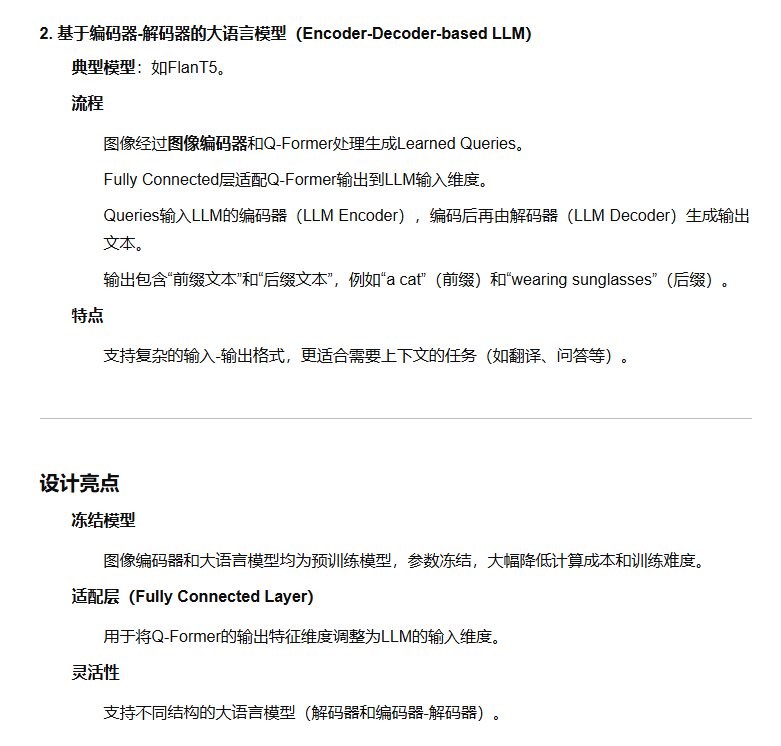 2. 基于编码器-解码器的大语言模型（Encoder-Decoder-based LLM）
典型模型：如FlanT5。
流程
图像经过图像编码器和Q-Former处理生成Learned Queries。
Fully Connected层适配Q-Former输出到LLM输入维度。
Queries输入LLM的编码器（LLM Encoder），编码后再由解码器（LLM Decoder）生成输出
文本。
输出包含“前缀文本”和“后缀文本”，例如“a cat”（前缀）和“wearing sunglasses”（后缀）。
特点
支持复杂的输入-输出格式，更适合需要上下文的任务（如翻译、问答等）。
设计亮点
冻结模型
图像编码器和大语言模型均为预训练模型，参数冻结，大幅降低计算成本和训练难度。
适配层（Fully Connected Layer）
用于将Q-Former的输出特征维度调整为LLM的输入维度。
灵活性
支持不同结构的大语言模型（解码器和编码器-解码器）。